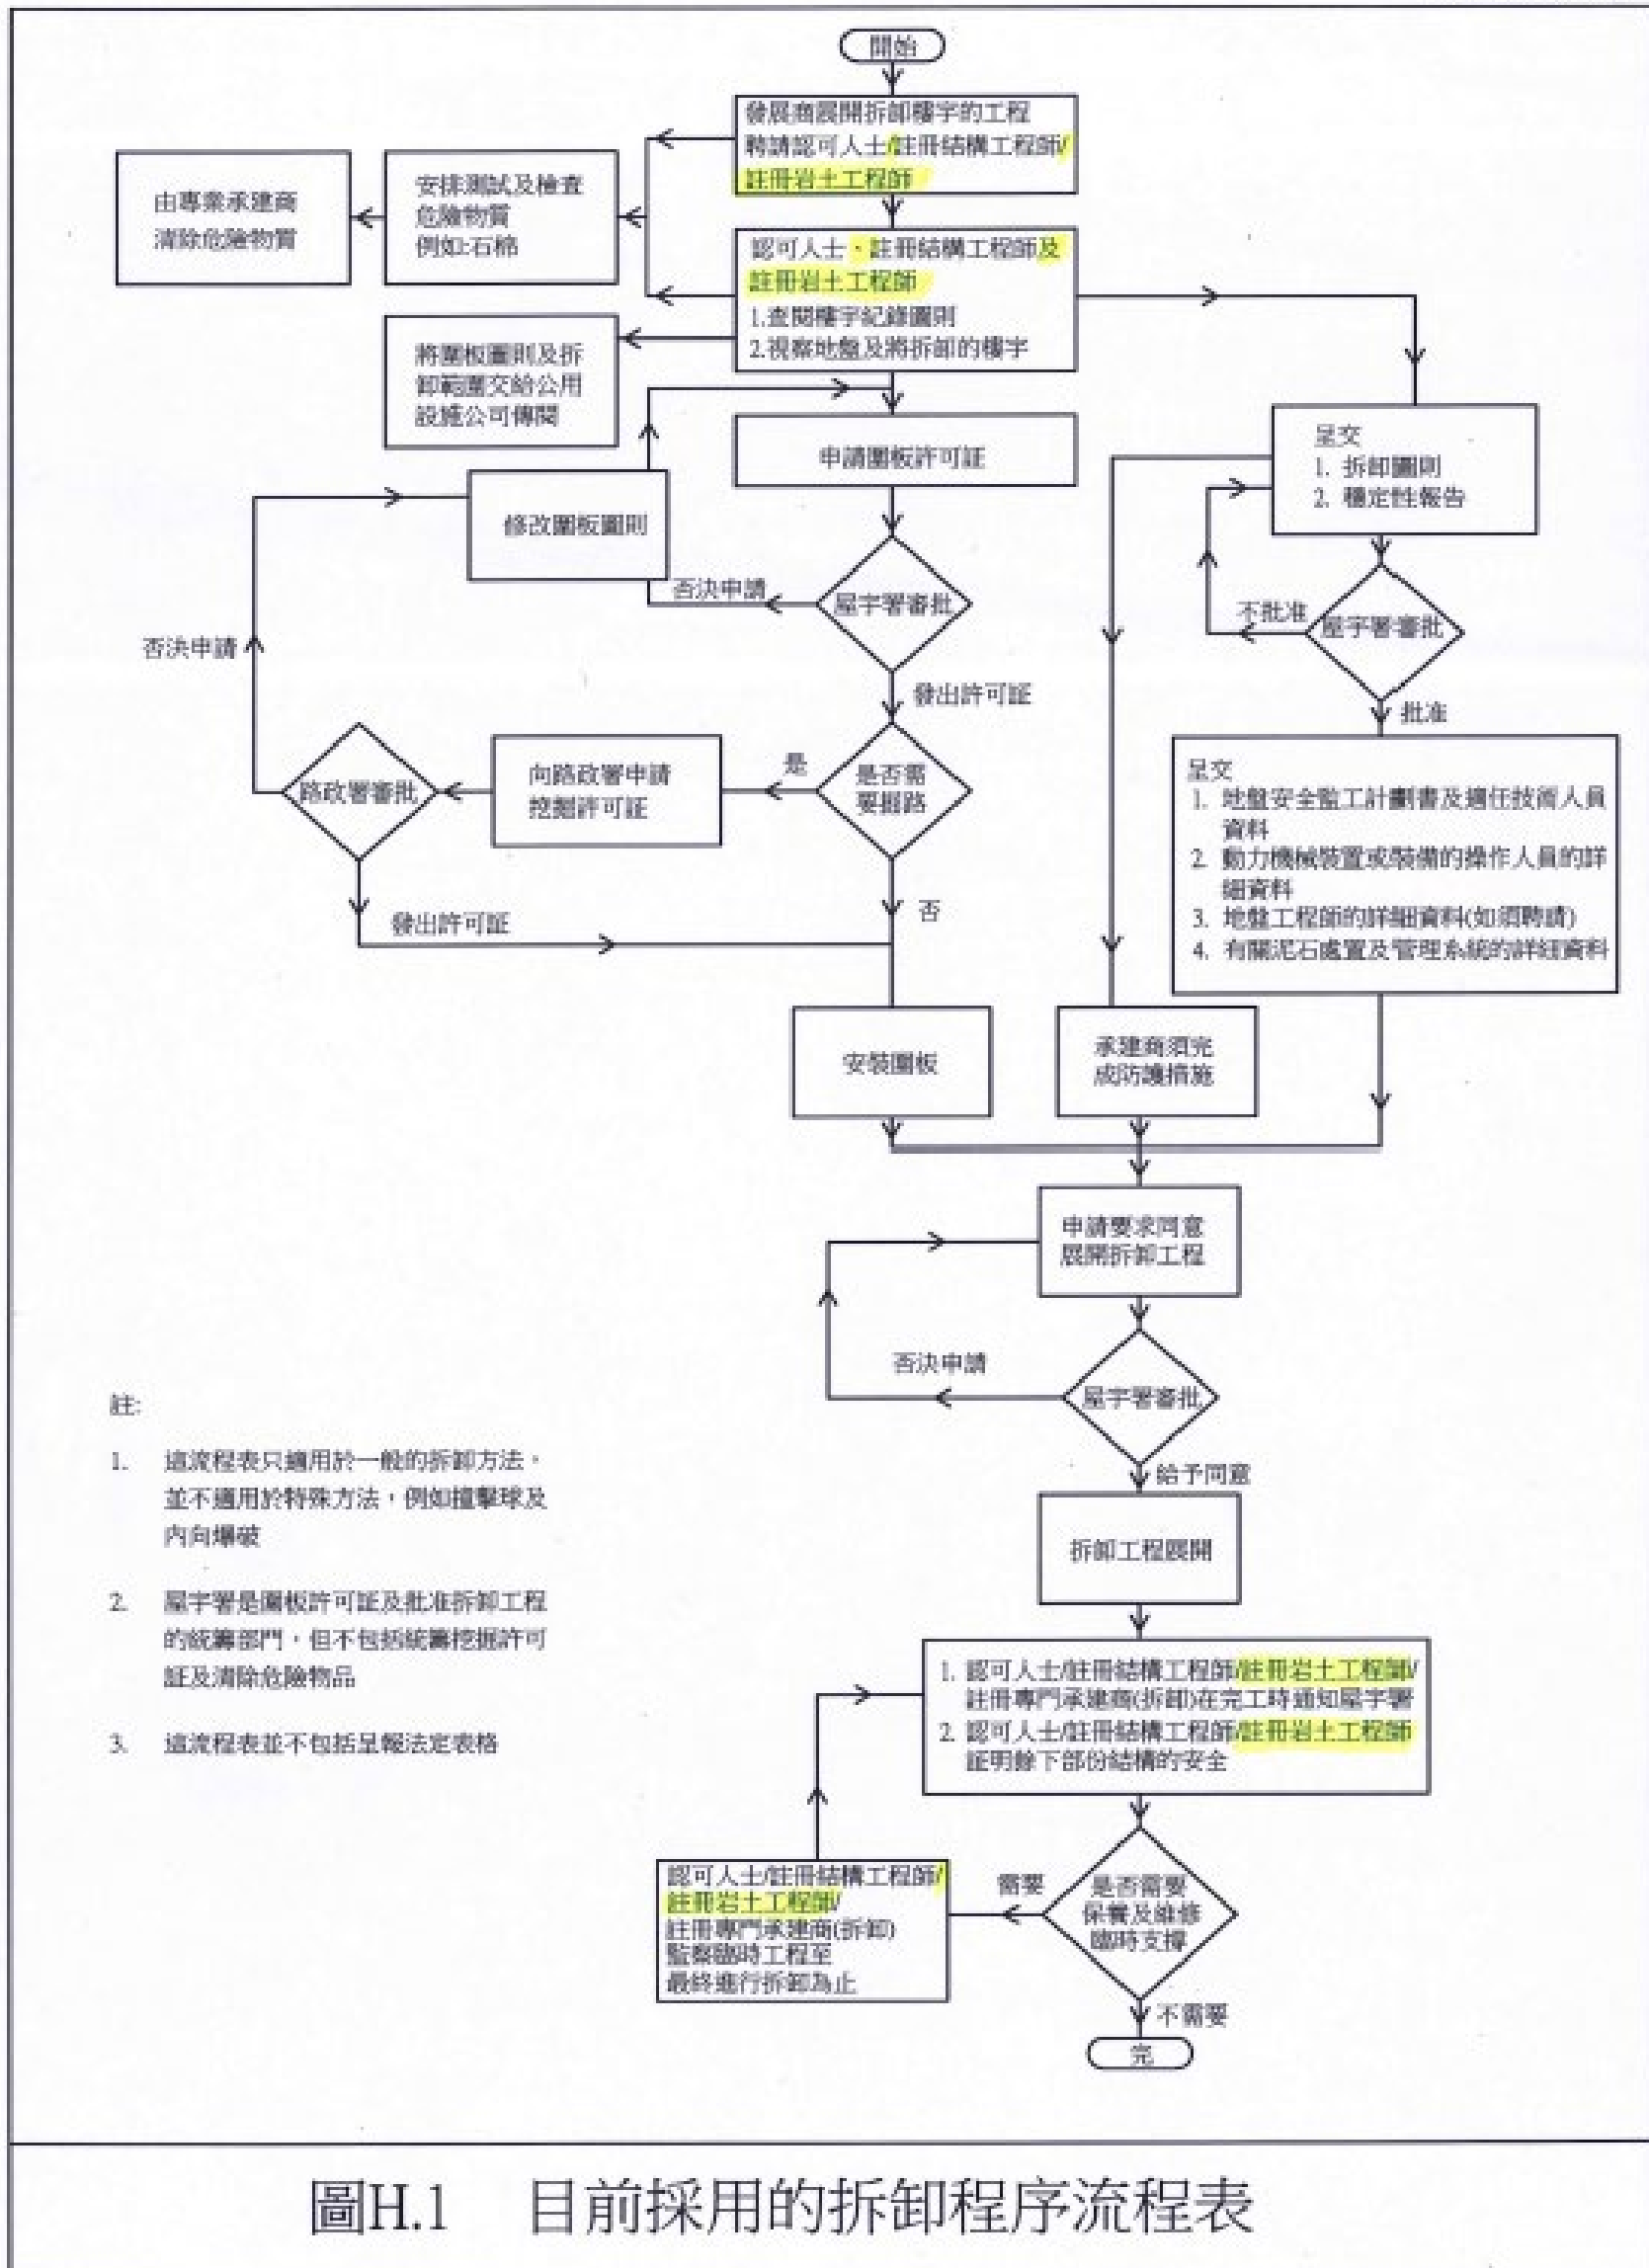 開始
發展商展開拆卸樓宇的工程
聘請認可人士/註冊結構工程師/
註冊岩土工程師
由專業承建商
清除危險物質
安排測試及檢查
危險物質
例如:石棉
認可人士、註冊結構工程師及
註冊岩土工程師
1.查閱樓宇紀錄圖則
2.視察地盤及將拆卸的樓宇
將圍板圖則及拆
卸範圍交給公用
設施公司傳閱
申請圍板許可証
呈交
1. 拆卸圖則
2. 穩定性報告
修改圍板圖則
否決申請
屋宇署審批
不批准
屋宇署審批
否決申請
發出許可証
批准
路政署審批
向路政署申請
挖掘許可証
是
是否需
要掘路
呈交
1. 地盤安全監工計劃書及適任技術人員
資料
2. 動力機械裝置或裝備的操作人員的詳
細資料
3. 地盤工程師的詳細資料(如須聘請)
4. 有關泥石處置及管理系統的詳細資料
發出許可証
否
安裝圍板
承建商須完
成防護措施
申請要求同意
展開拆卸工程
否決申請
屋宇署審批
給予同意
拆卸工程展開
註:
1. 這流程表只適用於一般的拆卸方法，
並不適用於特殊方法，例如撞擊球及
內向爆破
2. 屋宇署是圍板許可証及批准拆卸工程
的統籌部門，但不包括統籌挖掘許可
証及清除危險物品
3. 這流程表並不包括呈報法定表格
1. 認可人士/註冊結構工程師/註冊岩土工程師/
註冊專門承建商(拆卸)在完工時通知屋宇署
2. 認可人士/註冊結構工程師/註冊岩土工程師
証明餘下部份結構的安全
認可人士/註冊結構工程師/
註冊岩土工程師/
註冊專門承建商(拆卸)
監察臨時工程至
最終進行拆卸為止
需要
是否需要
保養及維修
臨時支撐
不需要
完
圖H.1 目前採用的拆卸程序流程表